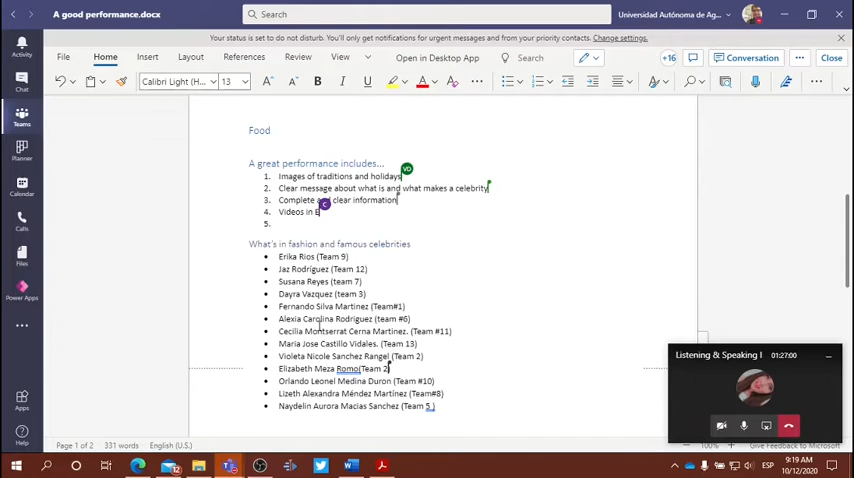 A good performance.docx
Search
Universidad Autónoma de Ag...
Your status is set to do not disturb. You'll only get notifications for urgent messages and from your priority contacts. Change settings.
File Home Insert Layout References Review View Open in Desktop App Search +16 Conversation Close
Calibri Light (H... 13
Activity
Chat
Teams
Planner
Calendar
Calls
Files
Power Apps
Apps
Help
Food
A great performance includes...
VD
1. Images of traditions and holidays
2. Clear message about what is and what makes a celebrity
3. Complete and clear information
C
4. Videos in E
5.
What's in fashion and famous celebrities
Erika Rios (Team 9)
Jaz Rodríguez (Team 12)
Susana Reyes (team 7)
Dayra Vazquez (team 3)
Fernando Silva Martinez (Team#1)
Alexia Carolina Rodriguez (team #6)
Cecilia Montserrat Cerna Martinez. (Team #11)
Maria Jose Castillo Vidales. (Team 13)
Violeta Nicole Sanchez Rangel (Team 2)
Elizabeth Meza Romo(Team 2)
Orlando Leonel Medina Duron (Team #10)
Lizeth Alexandra Méndez Martínez (Team#8)
Naydelin Aurora Macias Sanchez (Team 5 )
Listening & Speaking I 01:27:00
Page 1 of 2 331 words
100% Give Feedback to Microsoft
12
ESP
9:19 AM
10/12/2020